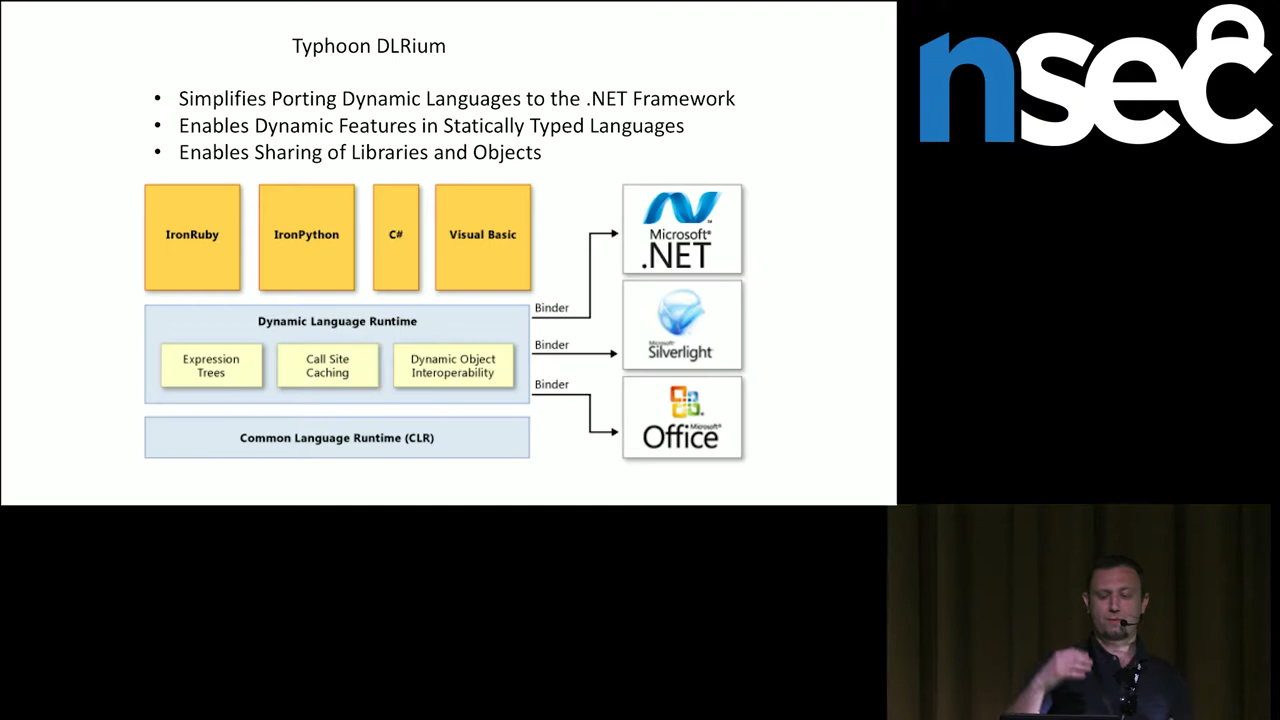 Typhoon DLRium
nsec
• Simplifies Porting Dynamic Languages to the .NET Framework
• Enables Dynamic Features in Statically Typed Languages
• Enables Sharing of Libraries and Objects
IronRuby
IronPython
C#
Visual Basic
Dynamic Language Runtime
Expression
Trees
Call Site
Caching
Dynamic Object
Interoperability
Common Language Runtime (CLR)
Binder
Binder
Binder
Microsoft®
.NET
Microsoft®
Silverlight
Microsoft®
Office